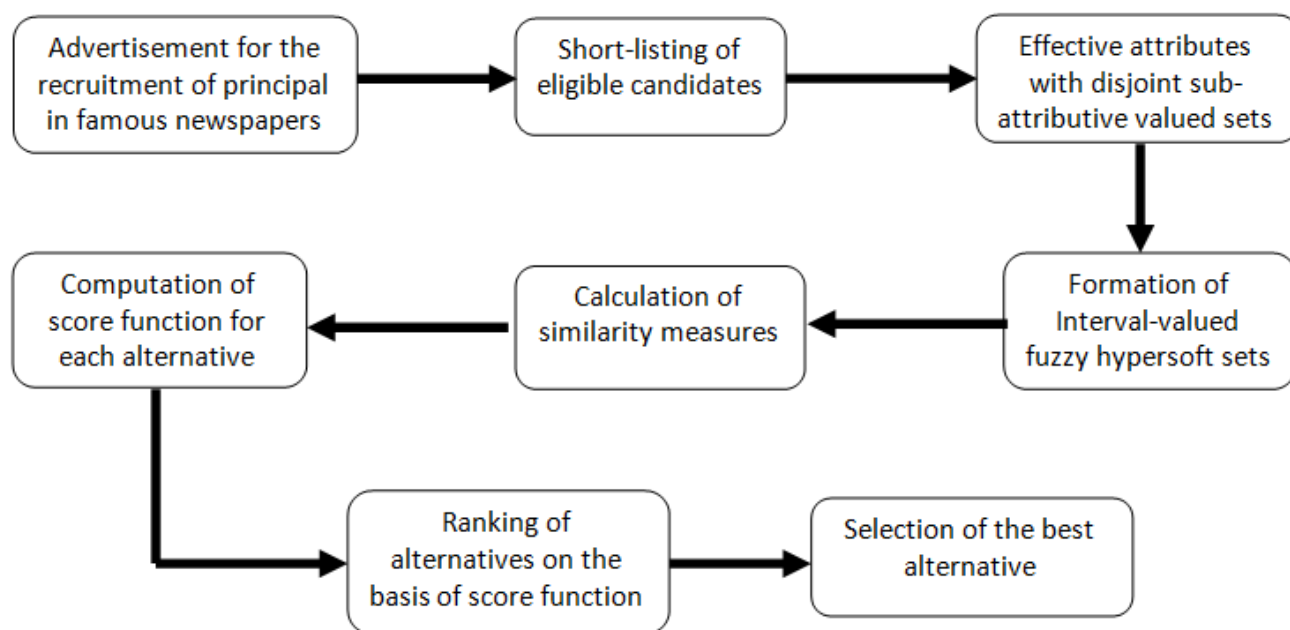 Advertisement for the
recruitment of principal
in famous newspapers
Short-listing of
eligible candidates
Effective attributes
with disjoint sub-
attributive valued sets
Formation of
Interval-valued
fuzzy hypersoft sets
Calculation of
similarity measures
Computation of
score function for
each alternative
Ranking of
alternatives on the
basis of score function
Selection of the best
alternative